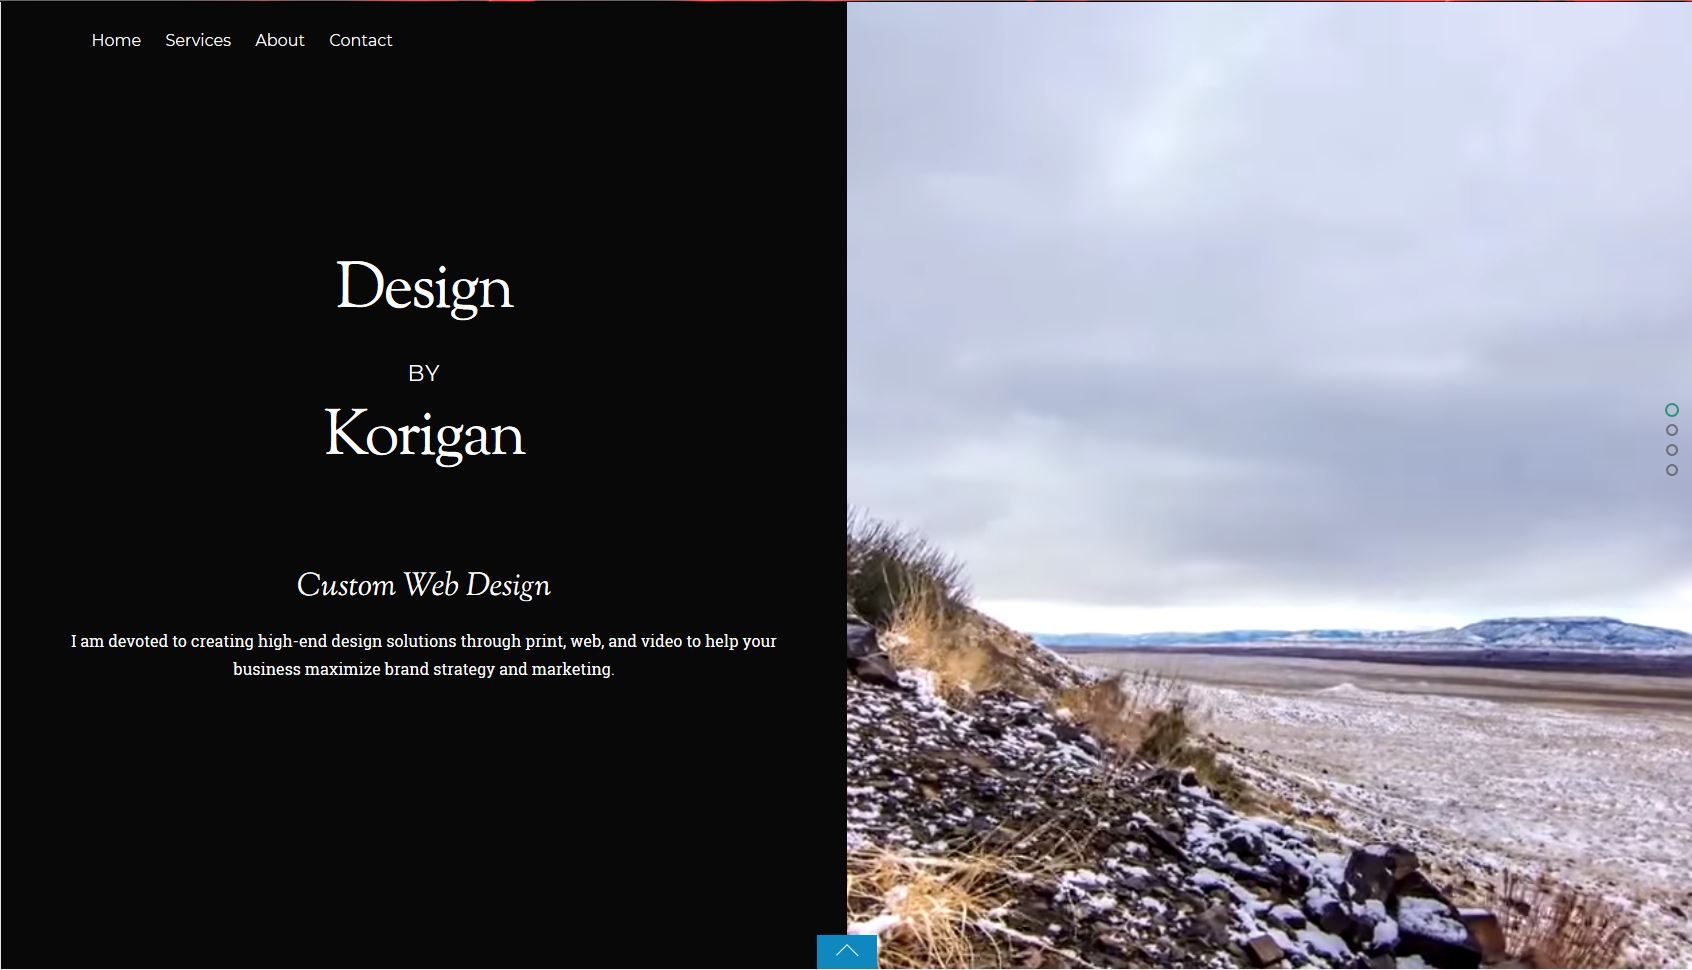 Home Services About Contact
Design
BY
Korigan
Custom Web Design
I am devoted to creating high-end design solutions through print, web, and video to help your
business maximize brand strategy and marketing.